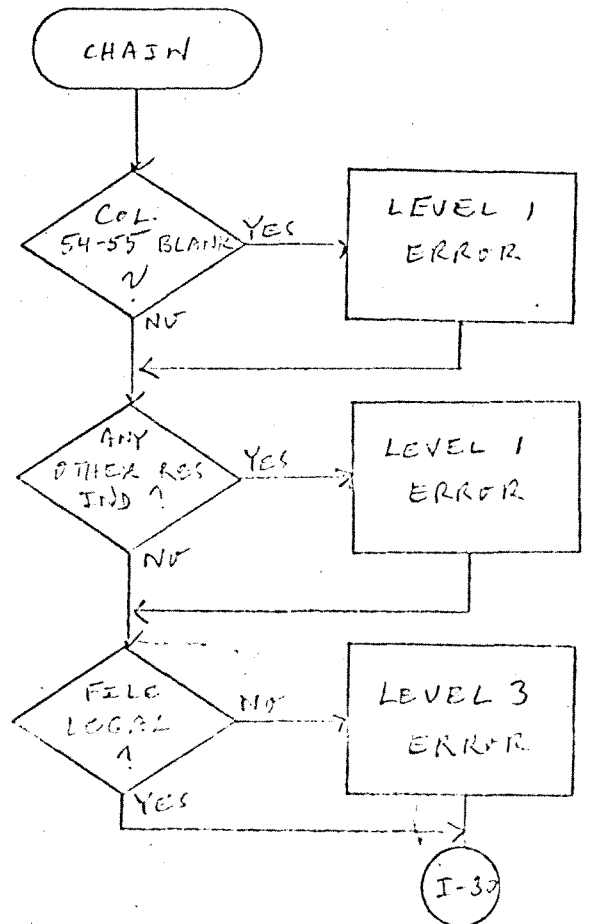 CHAIN
COL.
54-55 BLANK
?
YES
LEVEL 1
ERROR
NO
ANY
OTHER RES
IND ?
YES
LEVEL 1
ERROR
NO
FILE
LEGAL
?
NO
LEVEL 3
ERROR
YES
I-30